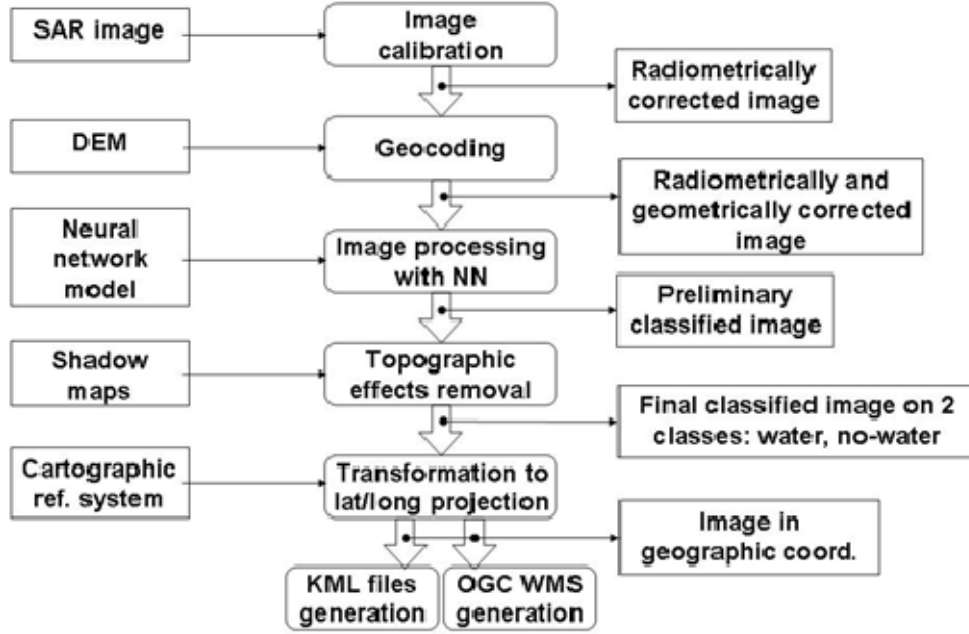 SAR image
Image
calibration
Radiometrically
corrected image
DEM
Geocoding
Radiometrically and
geometrically corrected
image
Neural
network
model
Image processing
with NN
Preliminary
classified image
Shadow
maps
Topographic
effects removal
Final classified image on 2
classes: water, no-water
Cartographic
ref. system
Transformation to
lat/long projection
Image in
geographic coord.
KML files
generation
OGC WMS
generation